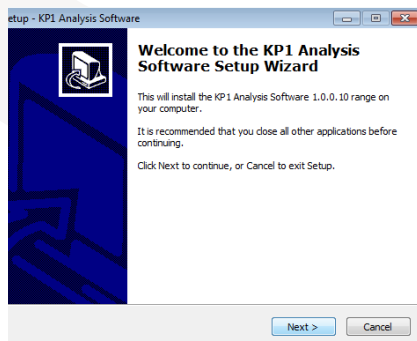 etup - KP1 Analysis Software
Welcome to the KP1 Analysis
Software Setup Wizard
This will install the KP1 Analysis Software 1.0.0.10 range on
your computer.
It is recommended that you close all other applications before
continuing.
Click Next to continue, or Cancel to exit Setup.
Next >
Cancel